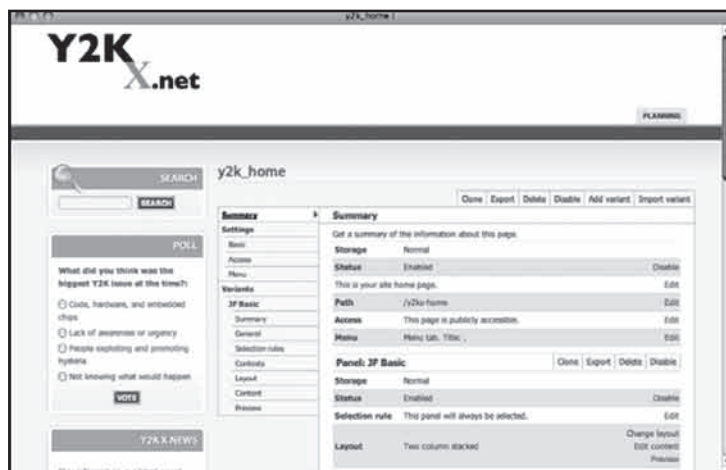 y2k_home
Y2K
X.net
PLANNING
SEARCH
SEARCH
POLL
What did you think was the
biggest Y2K issue at the time?:
Code, hardware, and embedded
chips
Lack of awareness or urgency
People exploiting and promoting
hysteria
Not knowing what would happen
VOTE
Y2K X NEWS
y2k_home
Clone Export Delete Disable Add variant Import variant
Summary
Settings
Basic
Access
Menu
Variants
JF Basic
Summary
General
Selection rules
Contexts
Layout
Content
Preview
Summary
Get a summary of the information about this page.
Storage Normal
Status Enabled Disable
This is your site home page. Edit
Path /y2kx-home Edit
Access This page is publicly accessible. Edit
Menu Menu tab. Title: , Edit
Panel: JF Basic Clone Export Delete Disable
Storage Normal
Status Enabled Disable
Selection rule This panel will always be selected. Edit
Change layout
Layout Two column stacked Edit content
Preview